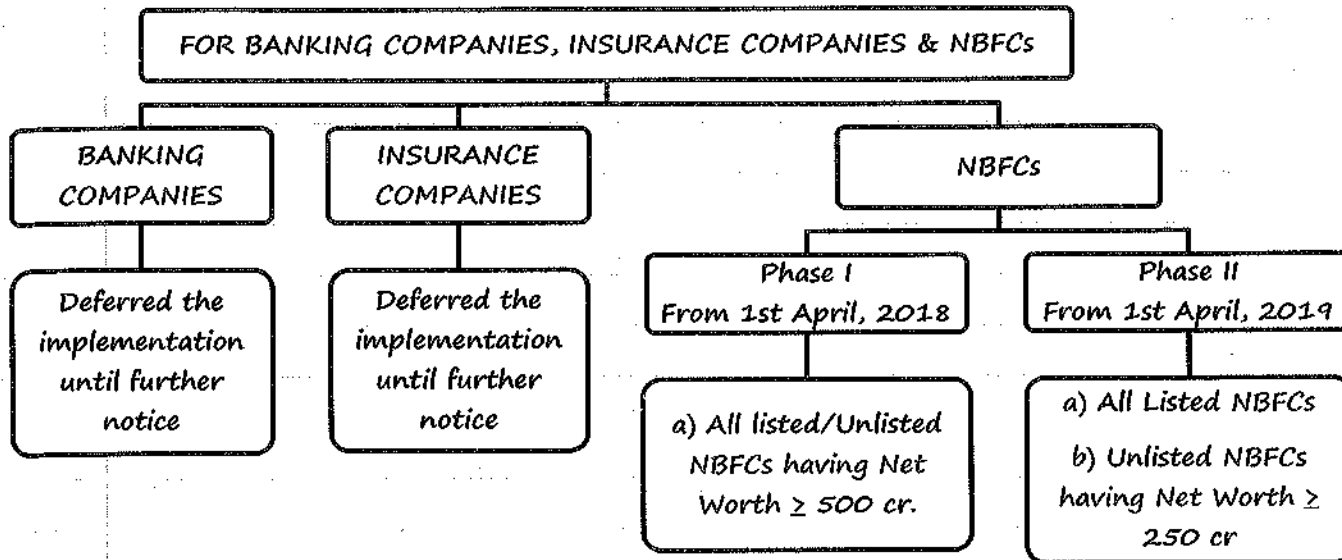 FOR BANKING COMPANIES, INSURANCE COMPANIES & NBFCs
BANKING
COMPANIES
INSURANCE
COMPANIES
NBFCs
Deferred the
implementation
until further
notice
Deferred the
implementation
until further
notice
Phase I
From 1st April, 2018
a) All listed/Unlisted
NBFCs having Net
Worth ≥ 500 cr.
Phase II
From 1st April, 2019
a) All Listed NBFCs
b) Unlisted NBFCs
having Net Worth ≥
250 cr